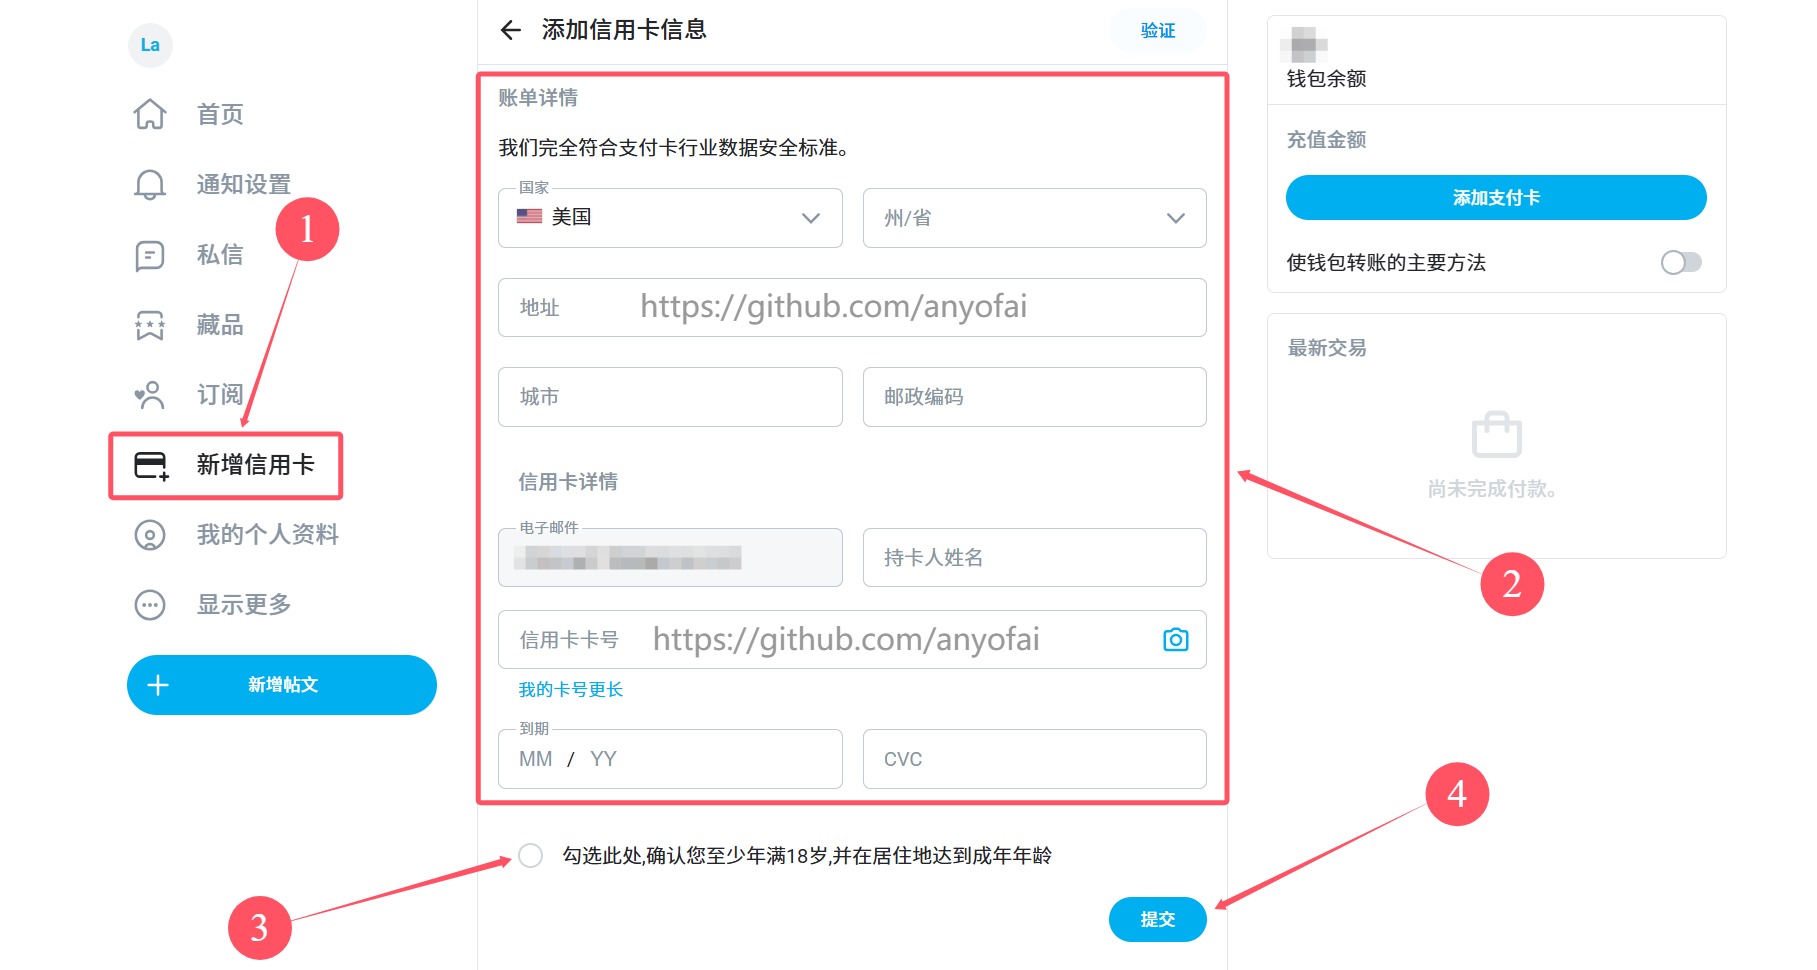 La
首页
通知设置
私信
藏品
订阅
新增信用卡
我的个人资料
显示更多
新增帖文
1
添加信用卡信息
验证
账单详情
我们完全符合支付卡行业数据安全标准。
国家
美国
州/省
地址
https://github.com/anyofai
城市
邮政编码
信用卡详情
电子邮件
持卡人姓名
信用卡卡号
https://github.com/anyofai
我的卡号更长
到期
MM / YY
CVC
勾选此处,确认您至少年满18岁,并在居住地达到成年年龄
3
提交
钱包余额
充值金额
添加支付卡
使钱包转账的主要方法
最新交易
尚未完成付款。
2
4